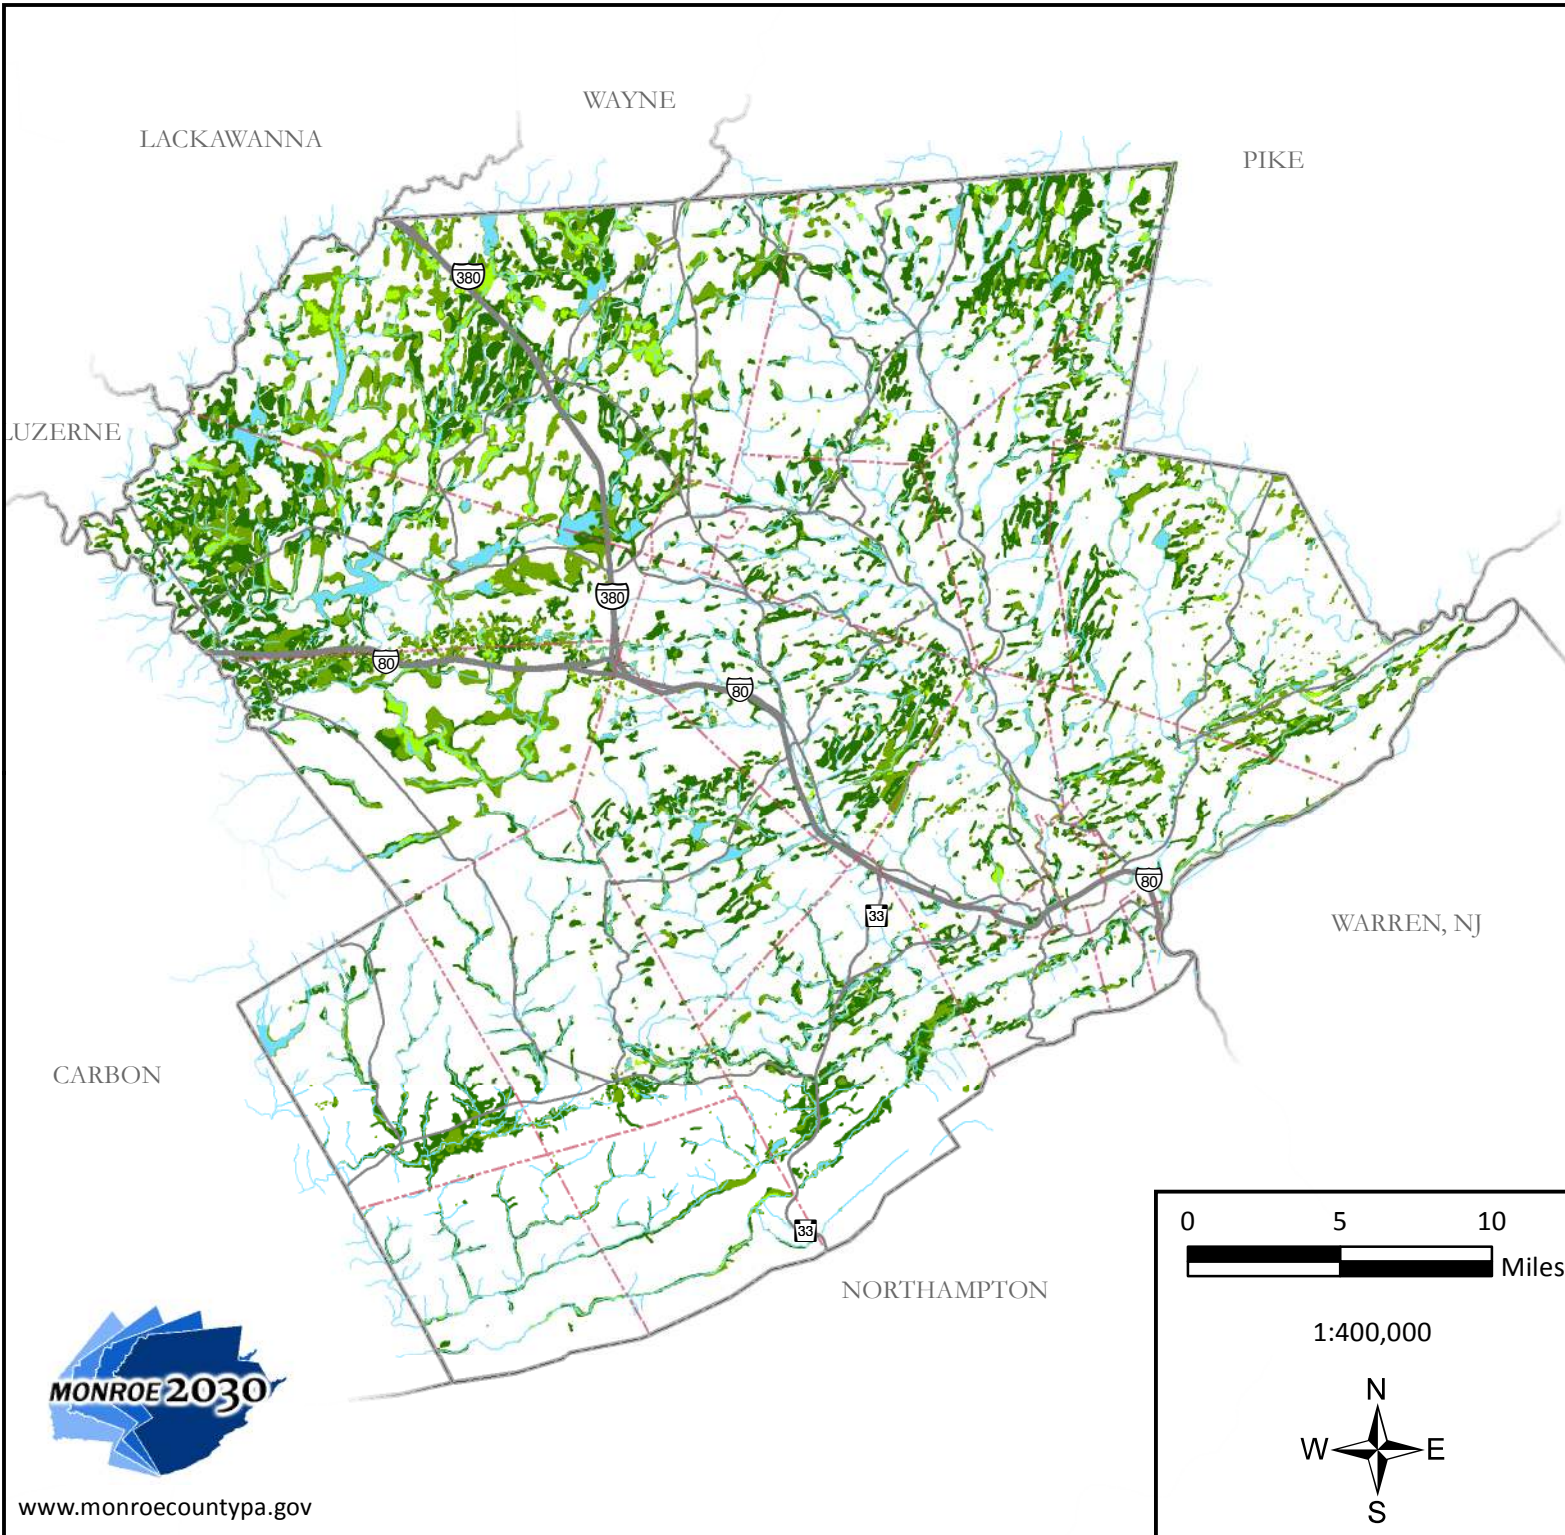 WAYNE
LACKAWANNA
PIKE
380
LUZERNE
380
80
80
80
33
WARREN, NJ
CARBON
33
NORTHAMPTON
0 5 10
Miles
1:400,000
N
W E
S
MONROE 2030
www.monroecountypa.gov